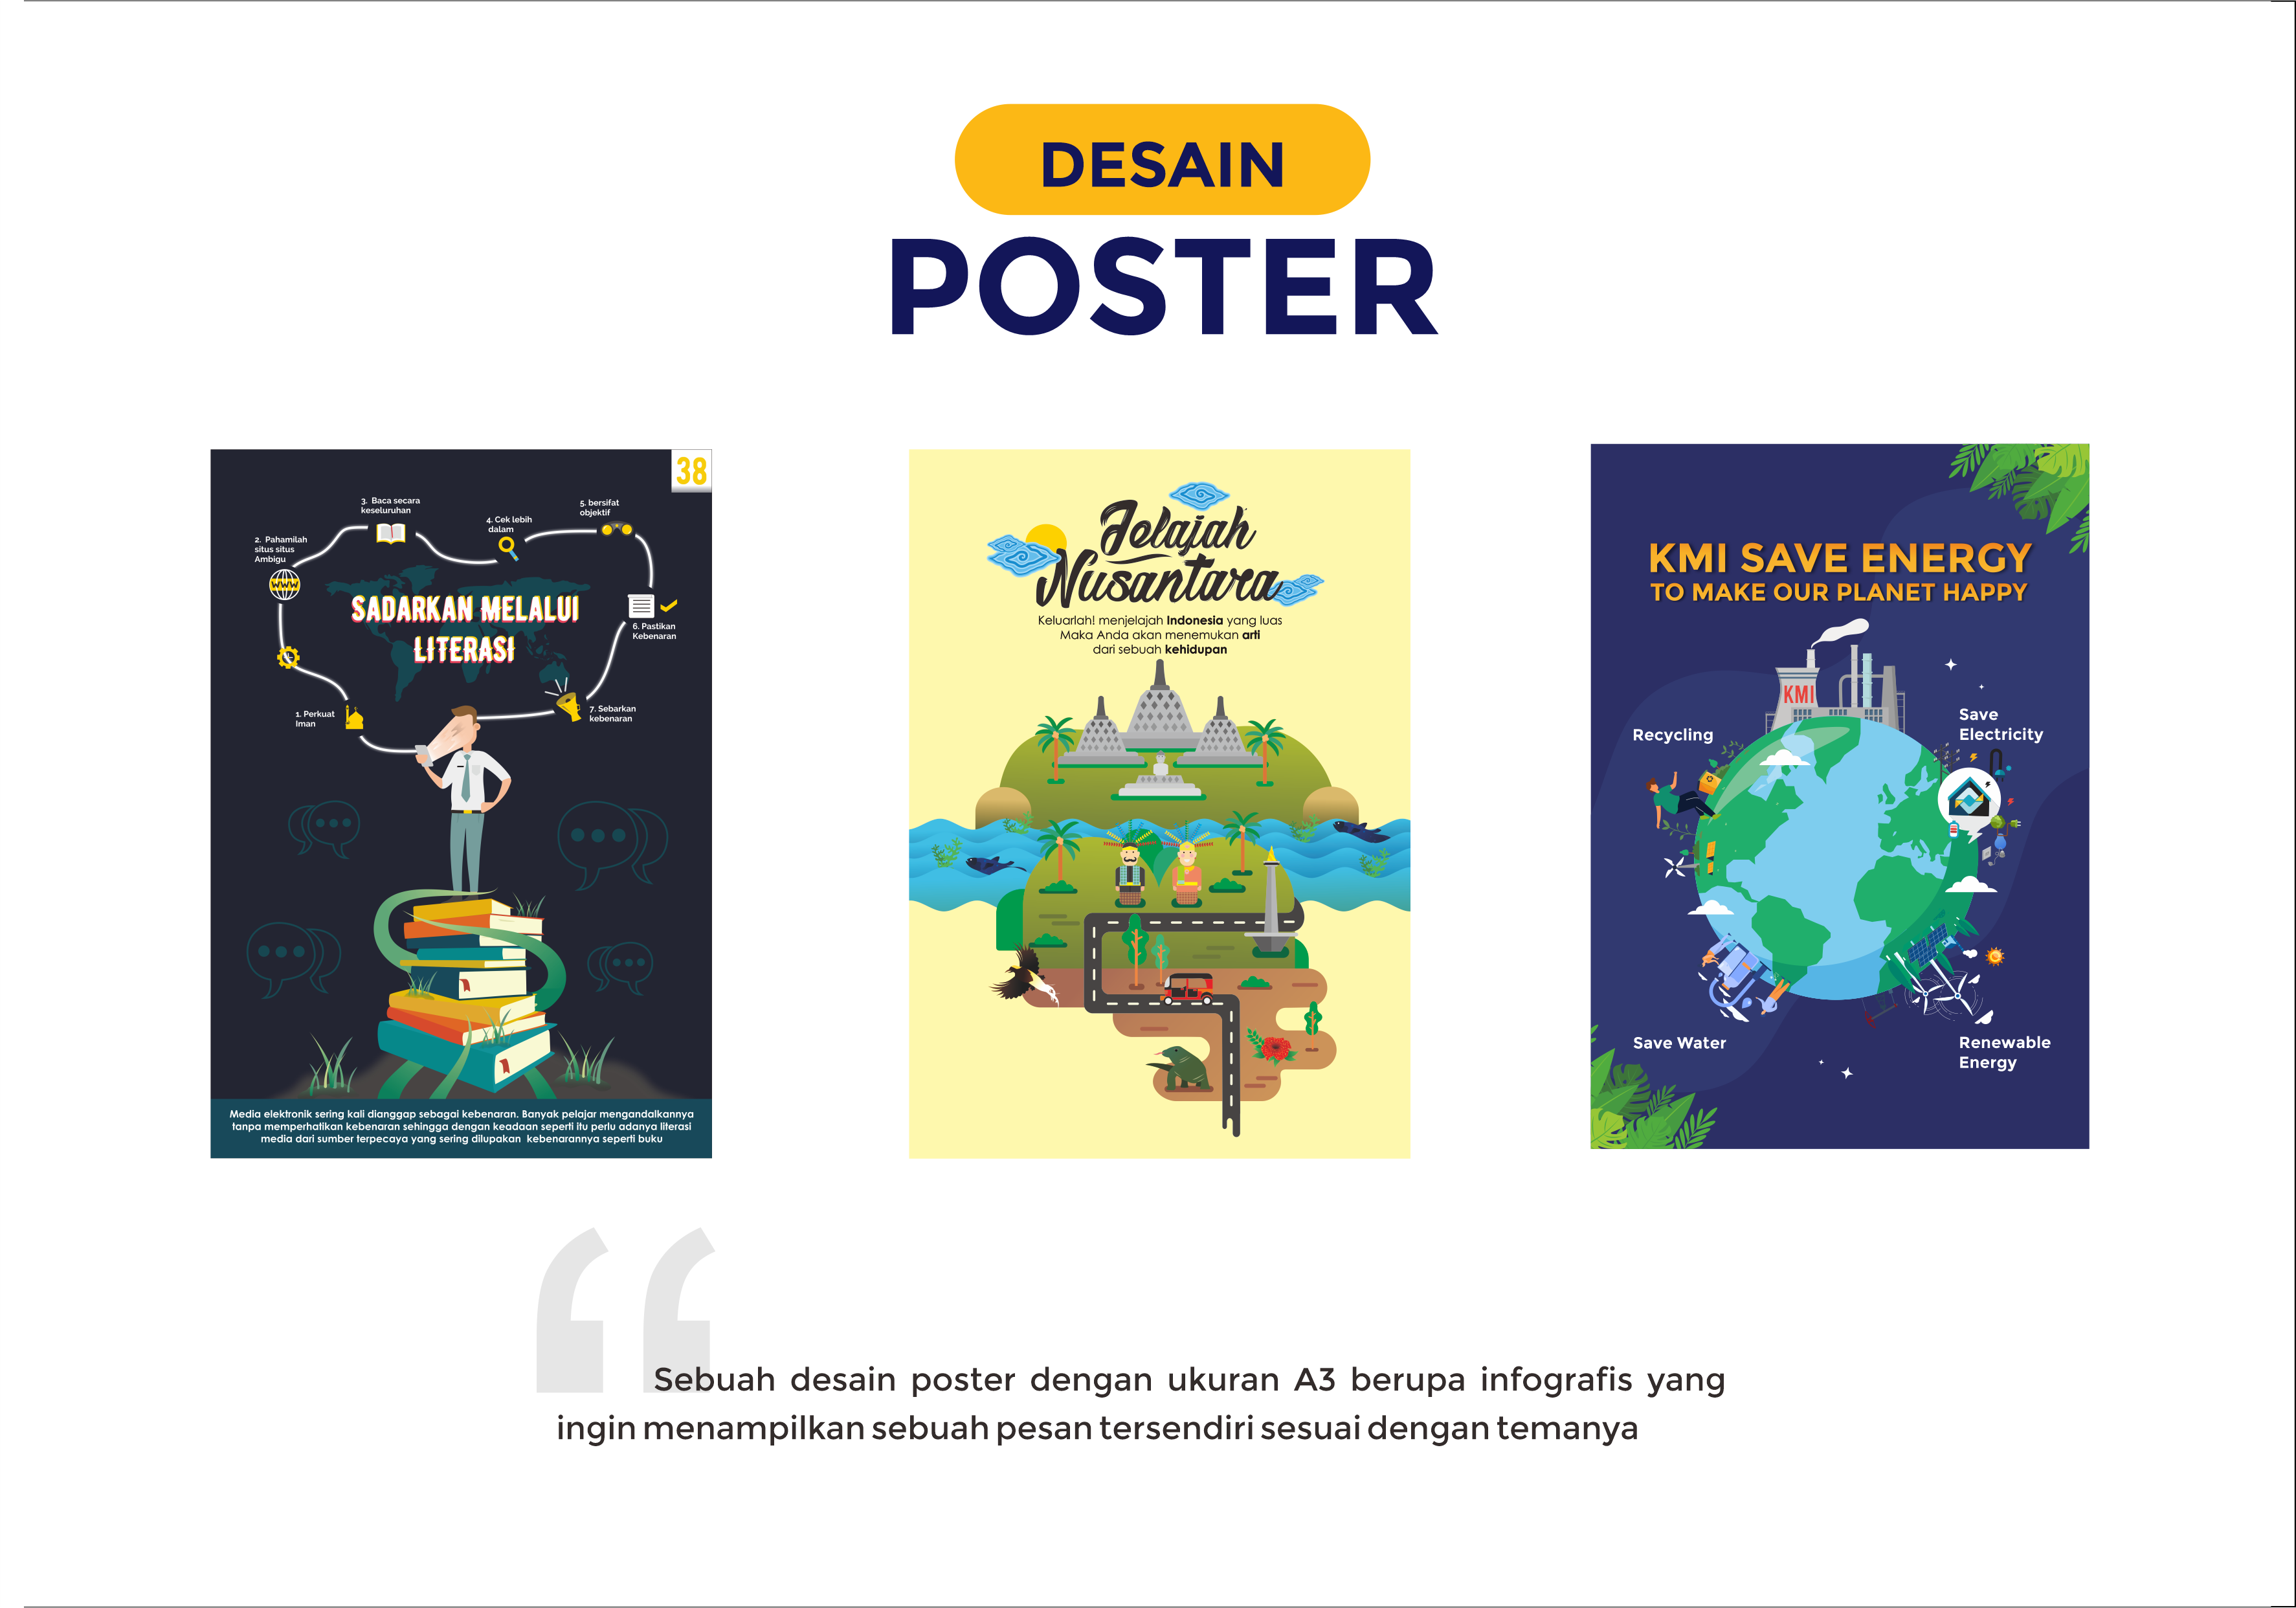 DESAIN
POSTER
38
3. Baca secara
keseluruhan
4. Cek lebih
dalam
5. bersifat
objektif
2. Pahamilah
situs situs
Ambigu
WWW
SADARKAN MELALUI
LITERASI
6. Pastikan
Kebenaran
1. Perkuat
Iman
7. Sebarkan
kebenaran
Media elektronik sering kali dianggap sebagai kebenaran. Banyak pelajar mengandalkannya
tanpa memperhatikan kebenaran sehingga dengan keadaan seperti itu perlu adanya literasi
media dari sumber terpecaya yang sering dilupakan kebenarannya seperti buku
Jelajah
Nusantara
Keluarlah! menjelajah Indonesia yang luas
Maka Anda akan menemukan arti
dari sebuah kehidupan
KMI SAVE ENERGY
TO MAKE OUR PLANET HAPPY
KMI
Recycling
Save
Electricity
Save Water
Renewable
Energy
Sebuah desain poster dengan ukuran A3 berupa infografis yang
ingin menampilkan sebuah pesan tersendiri sesuai dengan temanya